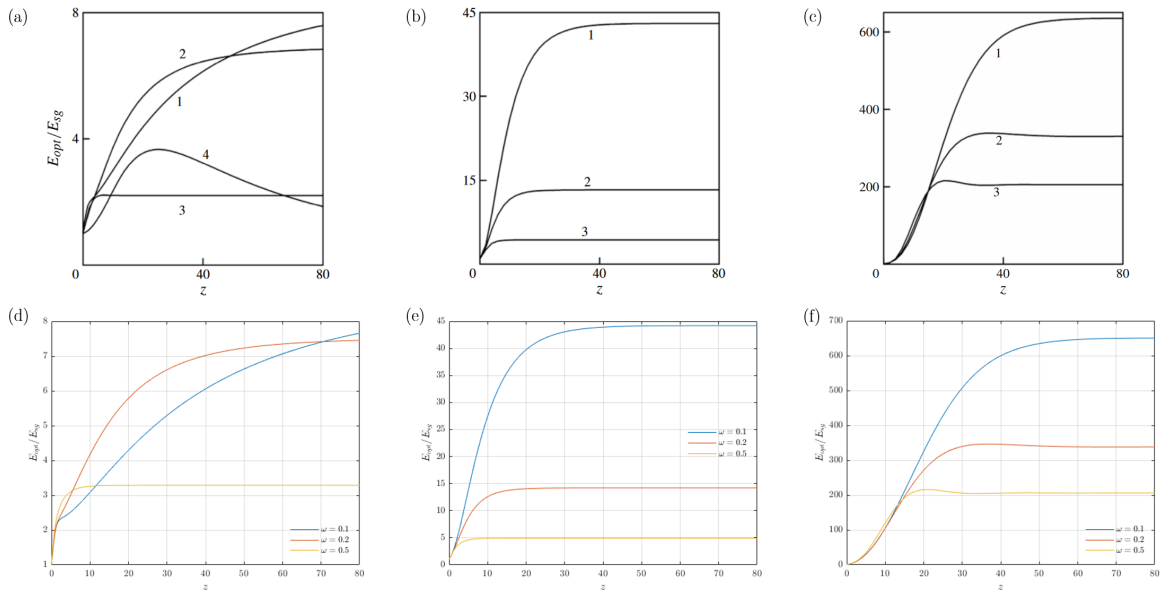 (a)
8
4
0
40
80
E_opt/E_sg
z
1
2
3
4
(b)
45
30
15
0
40
80
z
1
2
3
(c)
600
400
200
0
40
80
z
1
2
3
(d)
8
7
6
5
4
3
2
1
0 10 20 30 40 50 60 70 80
E_opt/E_sg
z
ω = 0.1
ω = 0.2
ω = 0.5
(e)
45
40
35
30
25
20
15
10
5
0
0 10 20 30 40 50 60 70 80
E_opt/E_sg
z
ω = 0.1
ω = 0.2
ω = 0.5
(f)
700
600
500
400
300
200
100
0
0 10 20 30 40 50 60 70 80
E_opt/E_sg
z
ω = 0.1
ω = 0.2
ω = 0.5